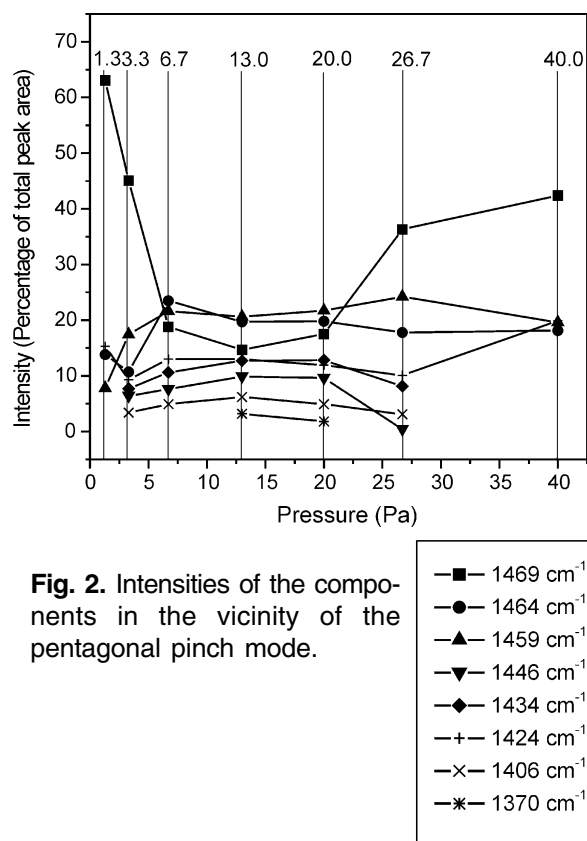 70
60
50
40
30
20
10
0
1.3 3.3 6.7 13.0 20.0 26.7 40.0
Intensity (Percentage of total peak area)
0 5 10 15 20 25 30 35 40
Pressure (Pa)
Fig. 2. Intensities of the compo-
nents in the vicinity of the
pentagonal pinch mode.
1469 cm⁻¹
1464 cm⁻¹
1459 cm⁻¹
1446 cm⁻¹
1434 cm⁻¹
1424 cm⁻¹
1406 cm⁻¹
1370 cm⁻¹